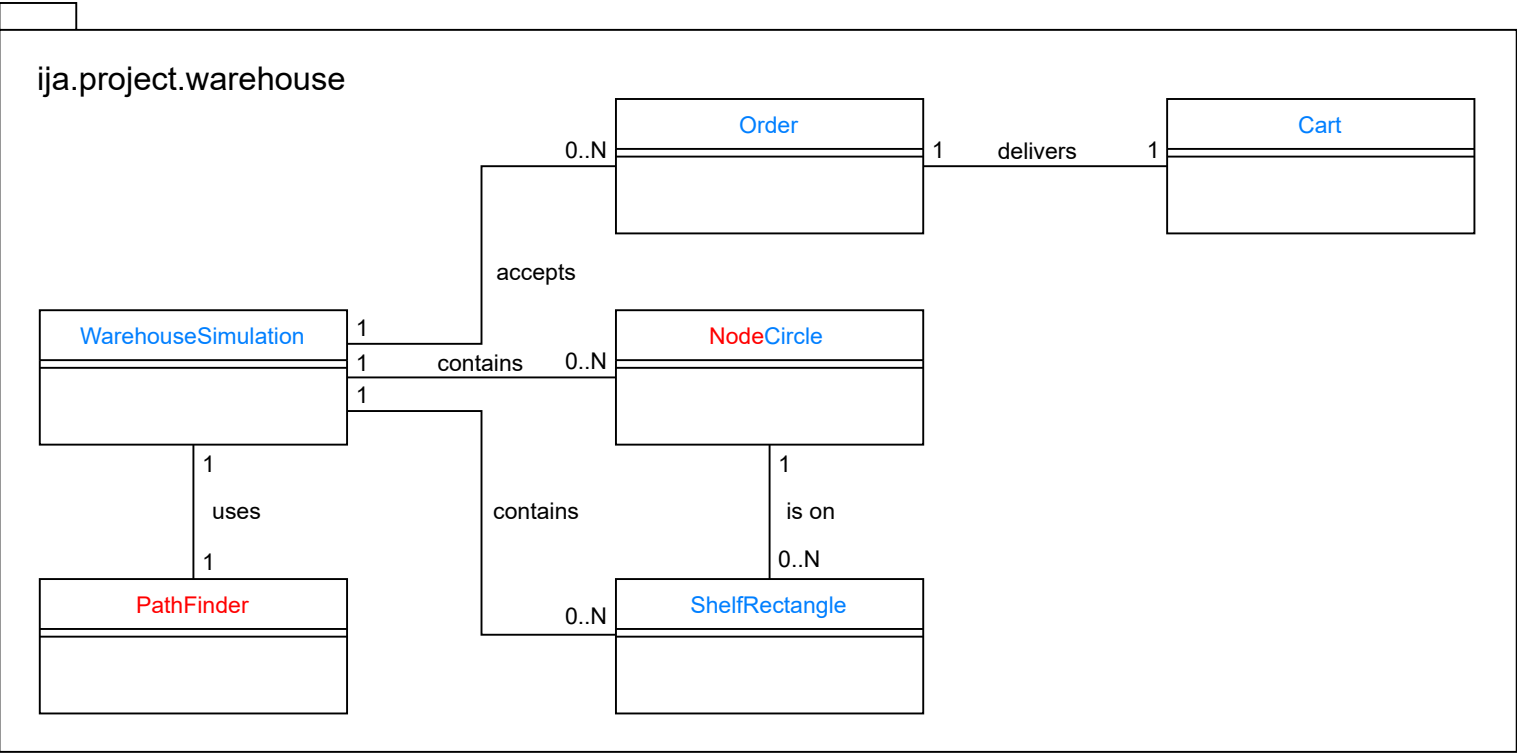 ija.project.warehouse
Order
Cart
0..N
1
delivers
1
accepts
WarehouseSimulation
1
NodeCircle
1
contains
0..N
1
1
uses
1
contains
1
is on
0..N
PathFinder
0..N
ShelfRectangle